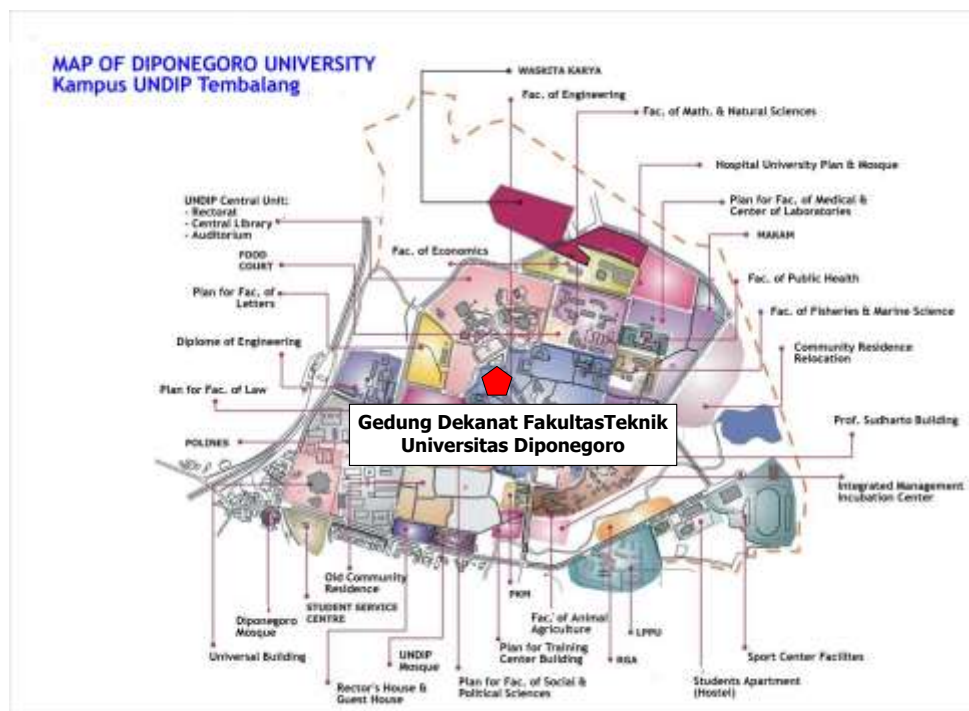 MAP OF DIPONEGORO UNIVERSITY
Kampus UNDIP Tembalang
WASKITA KARYA
Fac. of Engineering
Fac. of Math. & Natural Sciences
Hospital University Plan & Mosque
UNDIP Central Unit:
- Rectoral
- Central Library
- Auditorium
Plan for Fac. of Medical &
Center of Laboratories
MAKAM
Fac. of Economics
FOOD
COURT
Fac. of Public Health
Plan for Fac. of
Letters
Fac. of Fisheries & Marine Science
Diplome of Engineering
Community Residence
Relocation
Plan for Fac. of Law
Gedung Dekanat FakultasTeknik
Universitas Diponegoro
Prof. Sudharto Building
POLINES
Integrated Management
Incubation Center
Old Community
Residence
PKM
STUDENT SERVICE
CENTRE
Diponegoro
Mosque
Fac. of Animal
Agriculture
LPPU
Universal Building
UNDIP
Mosque
Plan for Training
Center Building
RGA
Sport Center Facilites
Rector's House &
Guest House
Plan for Fac. of Social &
Political Sciences
Students Apartment
(Hostel)